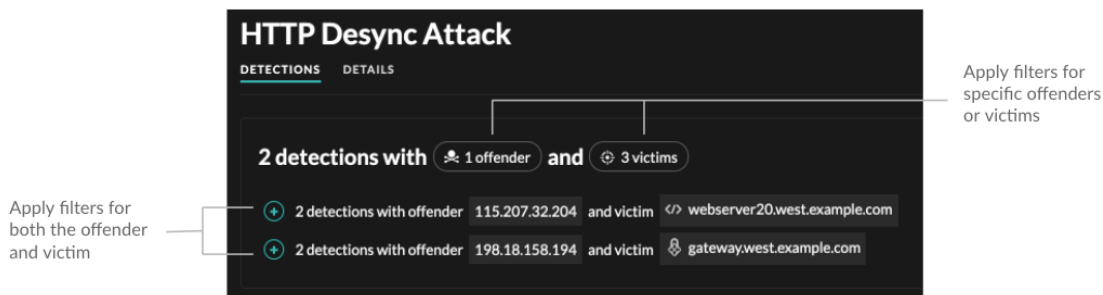 HTTP Desync Attack
DETECTIONS DETAILS
Apply filters for
specific offenders
or victims
2 detections with 1 offender and 3 victims
Apply filters for
both the offender
and victim
2 detections with offender 115.207.32.204 and victim </> webserver20.west.example.com
2 detections with offender 198.18.158.194 and victim gateway.west.example.com